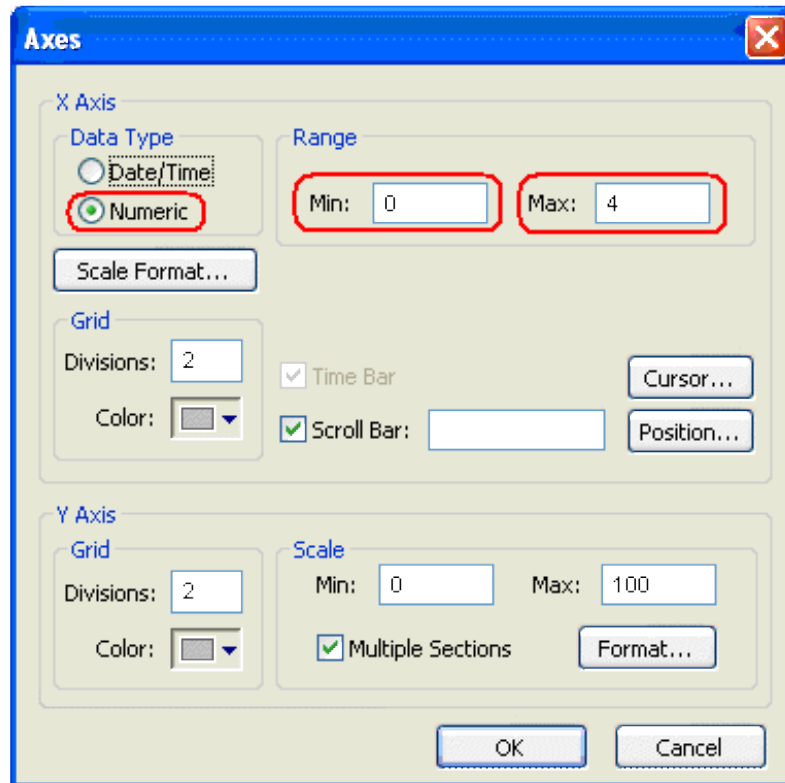 Axes
X Axis
Data Type
Date/Time
Numeric
Range
Min: 0
Max: 4
Scale Format...
Grid
Divisions: 2
Color:
Time Bar
Scroll Bar:
Cursor...
Position...
Y Axis
Grid
Divisions: 2
Color:
Scale
Min: 0
Max: 100
Multiple Sections
Format...
OK
Cancel